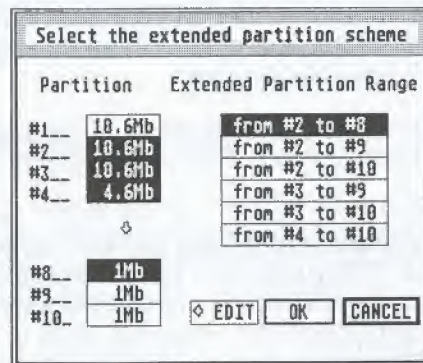 Select the extended partition scheme
Partition Extended Partition Range
#1__ 10.6Mb
#2__ 10.6Mb
#3__ 10.6Mb
#4__ 4.6Mb
⇩
#8__ 1Mb
#9__ 1Mb
#10_ 1Mb
from #2 to #8
from #2 to #9
from #2 to #10
from #3 to #9
from #3 to #10
from #4 to #10
◇ EDIT OK CANCEL